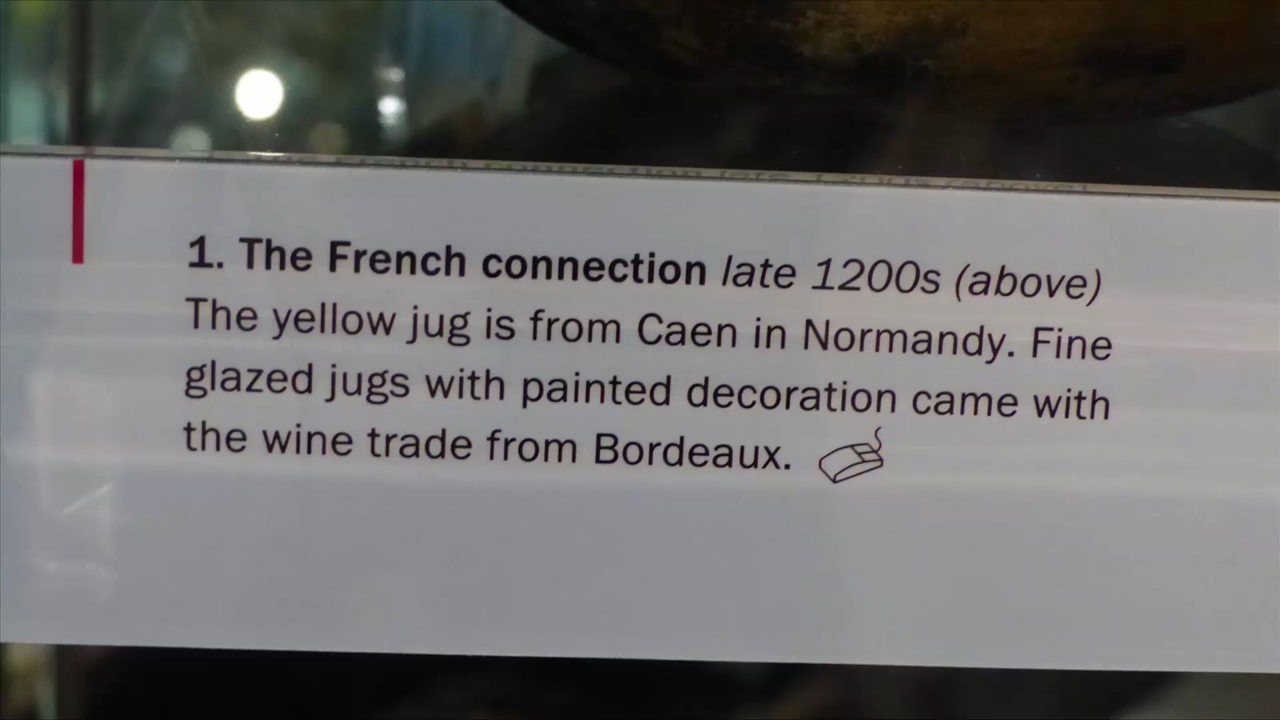 1. The French connection late 1200s (above)
The yellow jug is from Caen in Normandy. Fine
glazed jugs with painted decoration came with
the wine trade from Bordeaux.